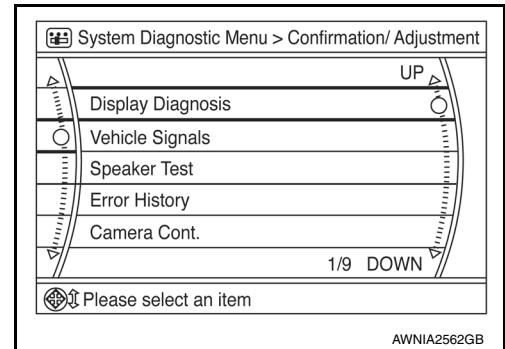 System Diagnostic Menu > Confirmation/ Adjustment
UP
Display Diagnosis
Vehicle Signals
Speaker Test
Error History
Camera Cont.
1/9 DOWN
Please select an item
AWNIA2562GB